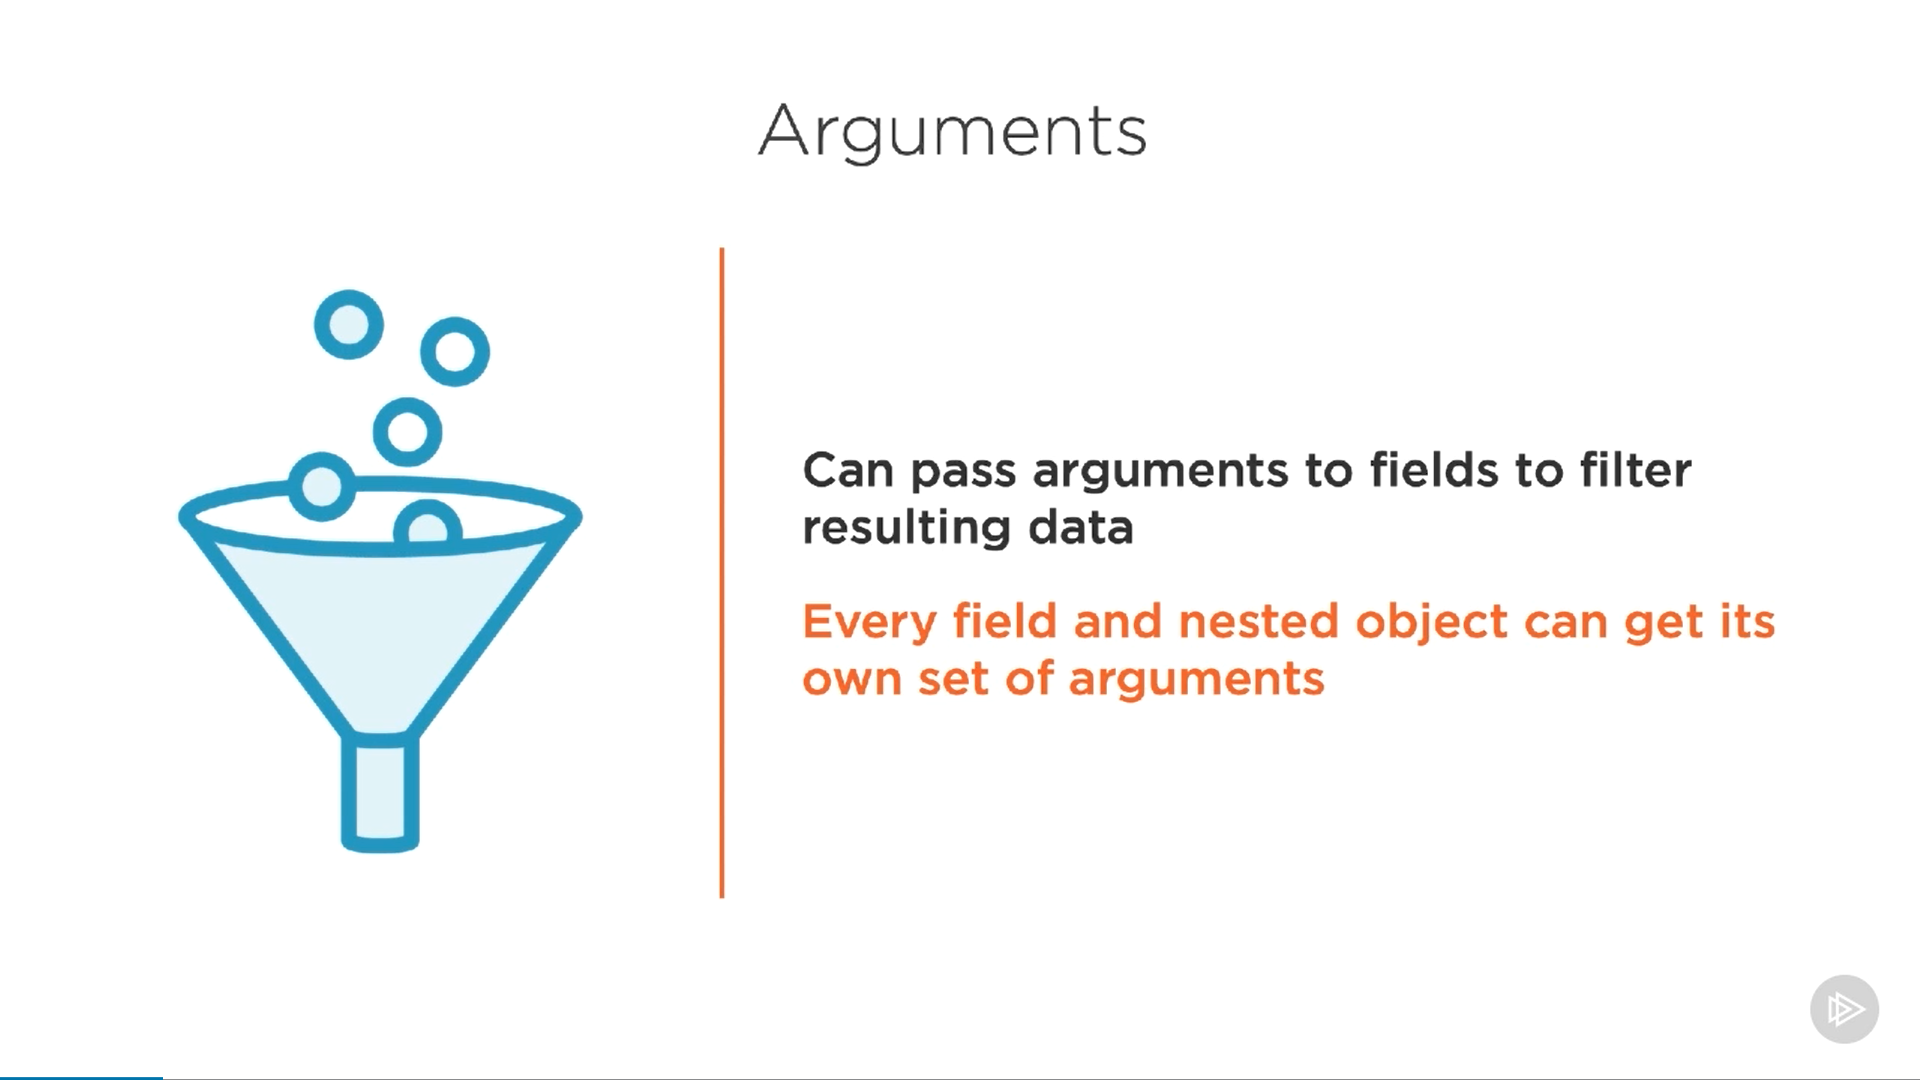 Arguments
Can pass arguments to fields to filter
resulting data
Every field and nested object can get its
own set of arguments